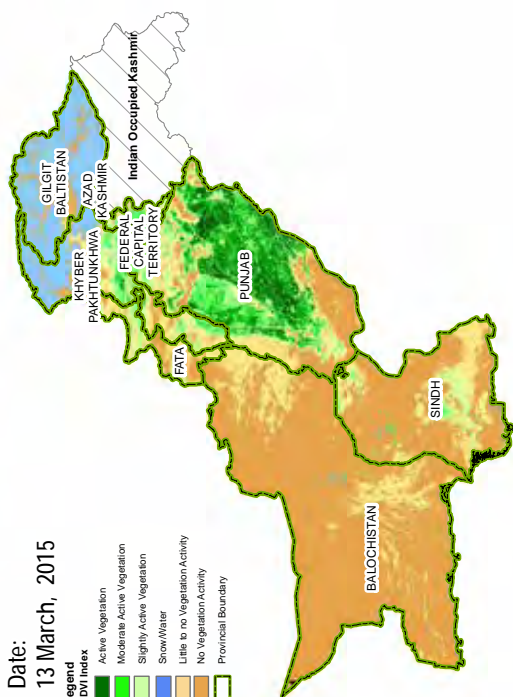 Date:
13 March, 2015
egend
DVI Index
Active Vegetation
Moderate Active Vegetation
Slightly Active Vegetation
Snow/Water
Little to no Vegetation Activity
No Vegetation Activity
Provincial Boundary
GILGIT
BALTISTAN
AZAD
KASHMIR
Indian Occupied Kashmir
KHYBER
PAKHTUNKHWA
FEDERAL
CAPITAL
TERRITORY
FATA
PUNJAB
BALOCHISTAN
SINDH